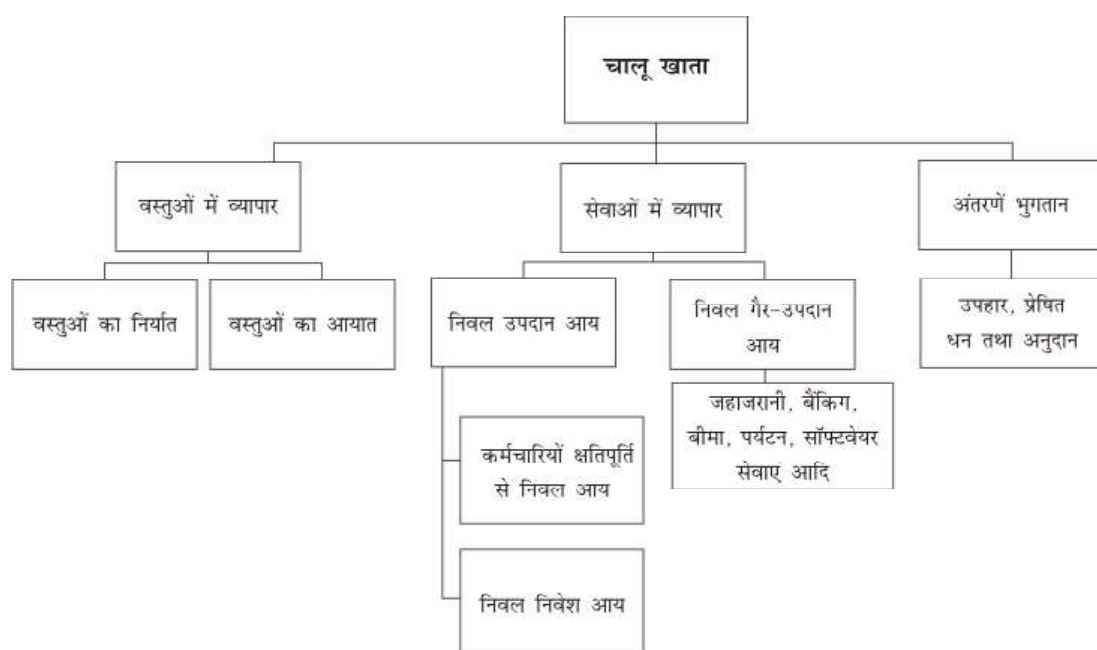 चालू खाता
वस्तुओं में व्यापार
सेवाओं में व्यापार
अंतरणें भुगतान
वस्तुओं का निर्यात
वस्तुओं का आयात
निवल उपदान आय
निवल गैर-उपदान
आय
उपहार, प्रेषित
धन तथा अनुदान
जहाजरानी, बैंकिग,
बीमा, पर्यटन, सॉफ्टवेयर
सेवाएं आदि
कर्मचारियों क्षतिपूर्ति
से निवल आय
निवल निवेश आय